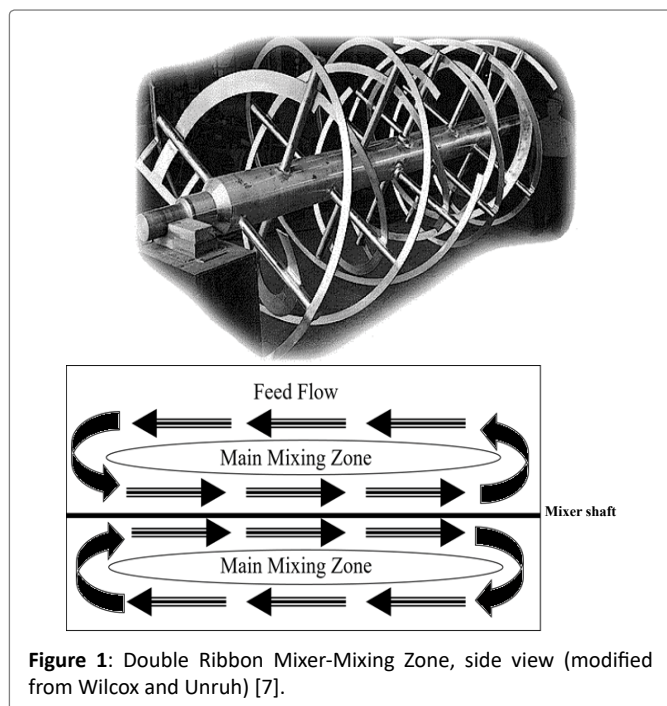 Feed Flow
Main Mixing Zone
Mixer shaft
Main Mixing Zone
Figure 1: Double Ribbon Mixer-Mixing Zone, side view (modified
from Wilcox and Unruh) [7].